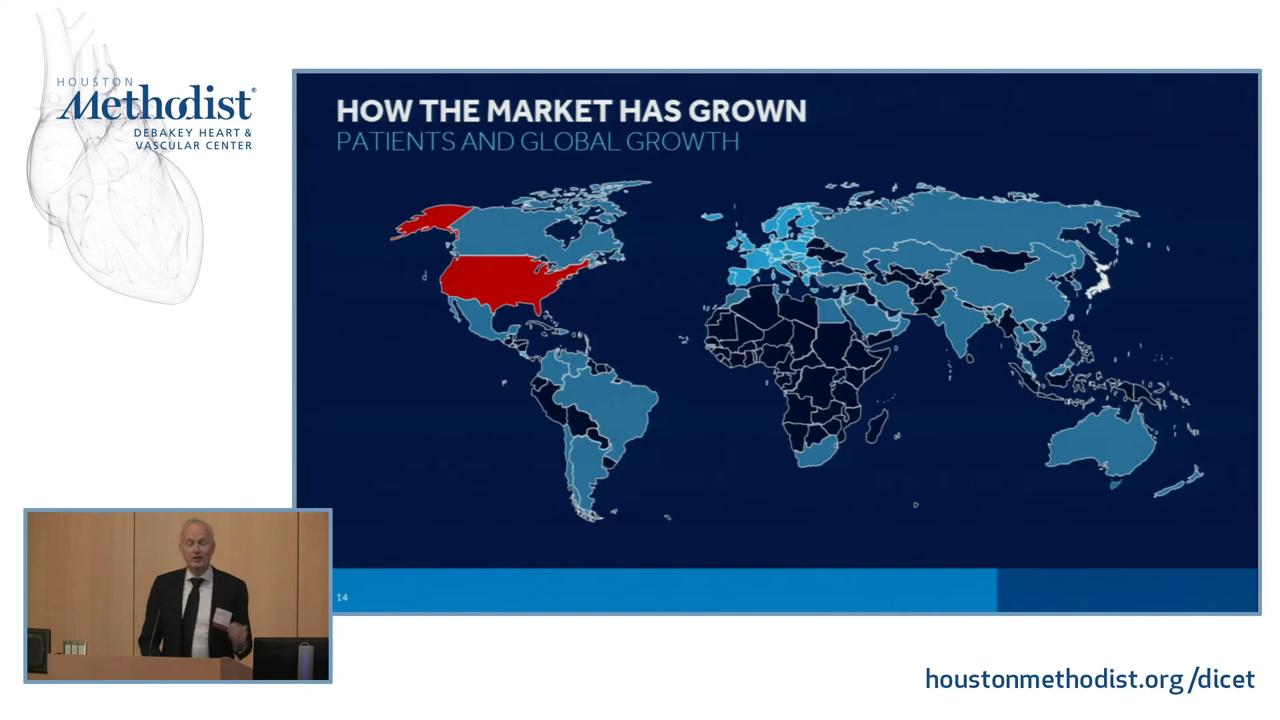 HOUSTON
Methodist®
DEBAKEY HEART &
VASCULAR CENTER
HOW THE MARKET HAS GROWN
PATIENTS AND GLOBAL GROWTH
14
houstonmethodist.org/dicet